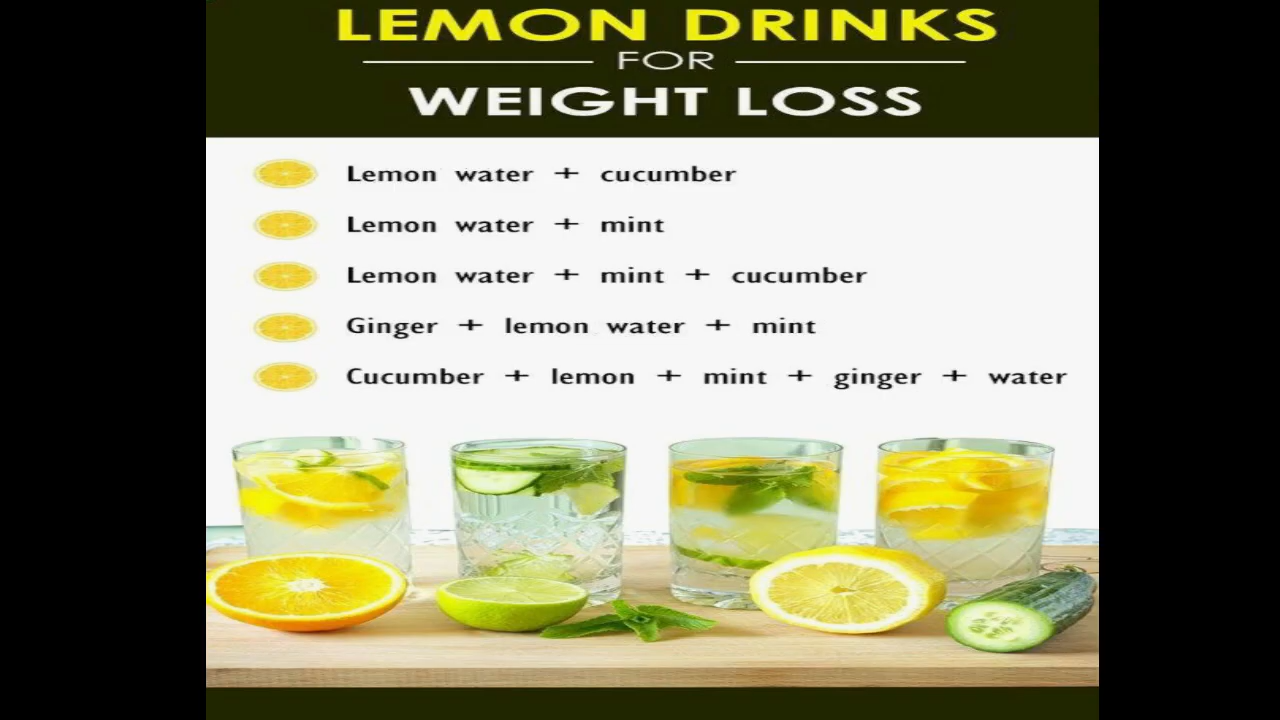 LEMON DRINKS
FOR
WEIGHT LOSS
Lemon water + cucumber
Lemon water + mint
Lemon water + mint + cucumber
Ginger + lemon water + mint
Cucumber + lemon + mint + ginger + water